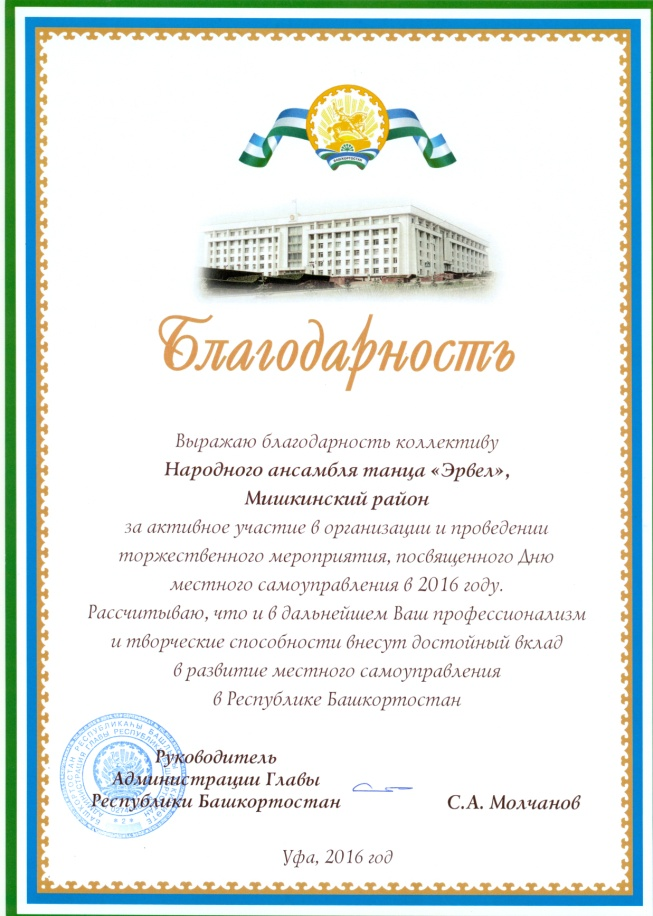 БАШКОРТОСТАН
Благодарность
Выражаю благодарность коллективу
Народного ансамбля танца «Эрвел»,
Мишкинский район
за активное участие в организации и проведении
торжественного мероприятия, посвященного Дню
местного самоуправления в 2016 году.
Рассчитываю, что и в дальнейшем Ваш профессионализм
и творческие способности внесут достойный вклад
в развитие местного самоуправления
в Республике Башкортостан
Руководитель
Администрации Главы
Республики Башкортостан
С.А. Молчанов
Уфа, 2016 год